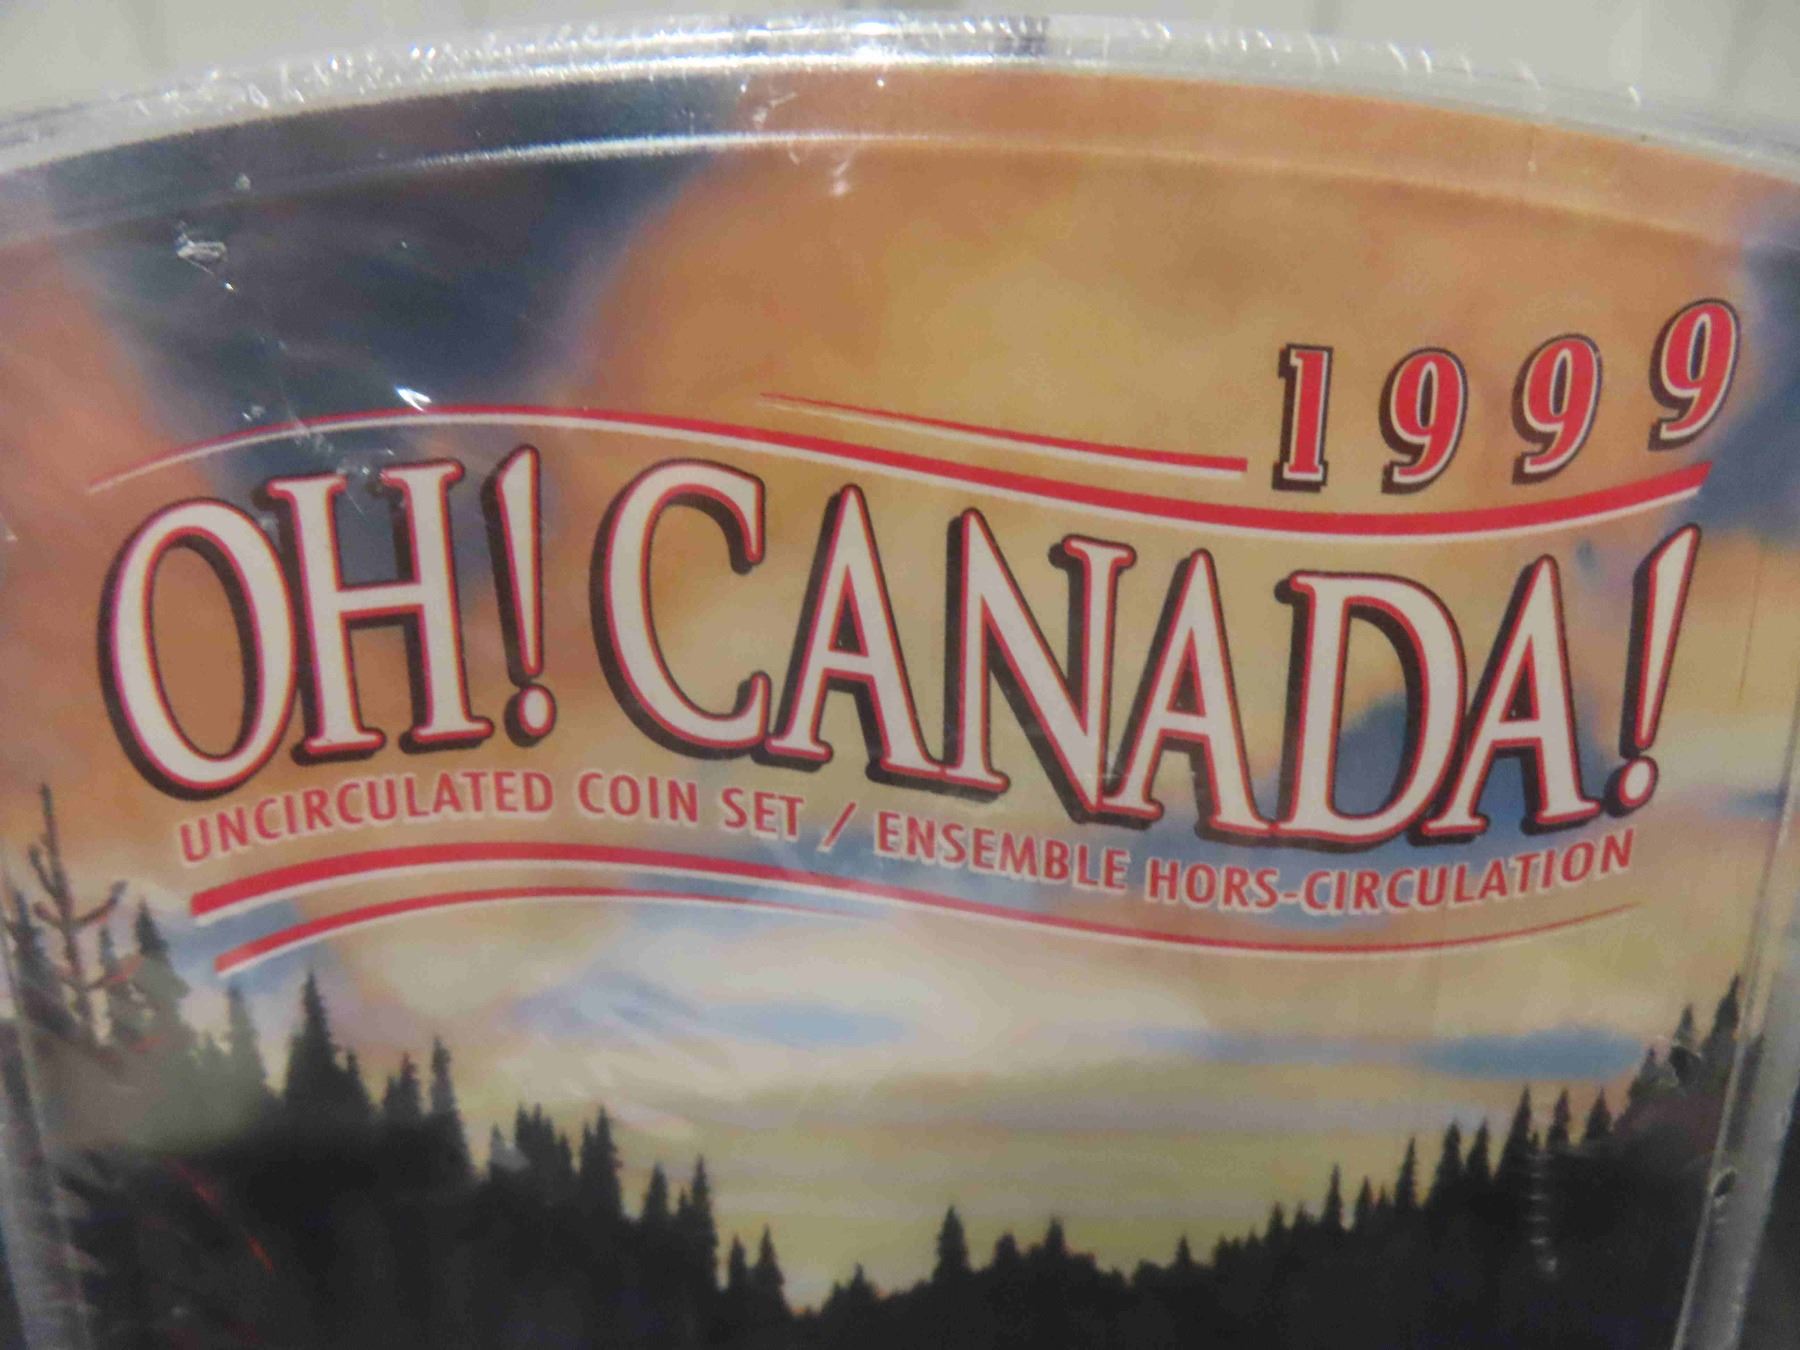 1999
OH! CANADA!
UNCIRCULATED COIN SET / ENSEMBLE HORS-CIRCULATION